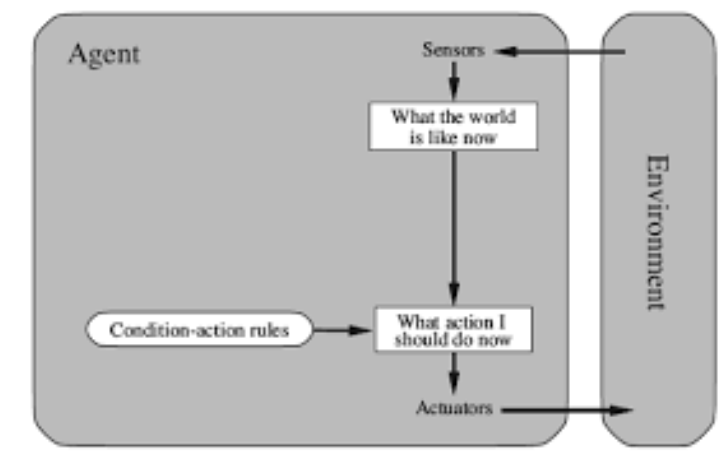 Agent
Sensors
What the world
is like now
Environment
Condition-action rules
What action I
should do now
Actuators